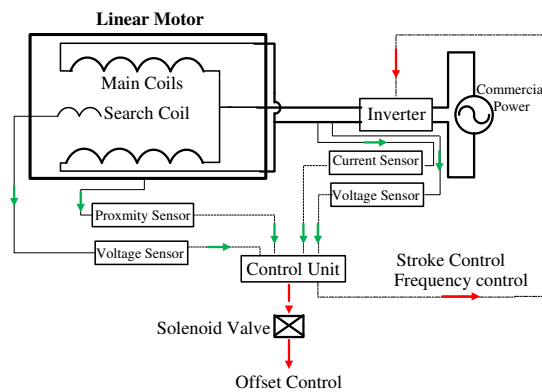 Linear Motor
Main Coils
Search Coil
Inverter
Commercial
Power
Current Sensor
Voltage Sensor
Proxmity Sensor
Voltage Sensor
Control Unit
Stroke Control
Frequency control
Solenoid Valve
Offset Control